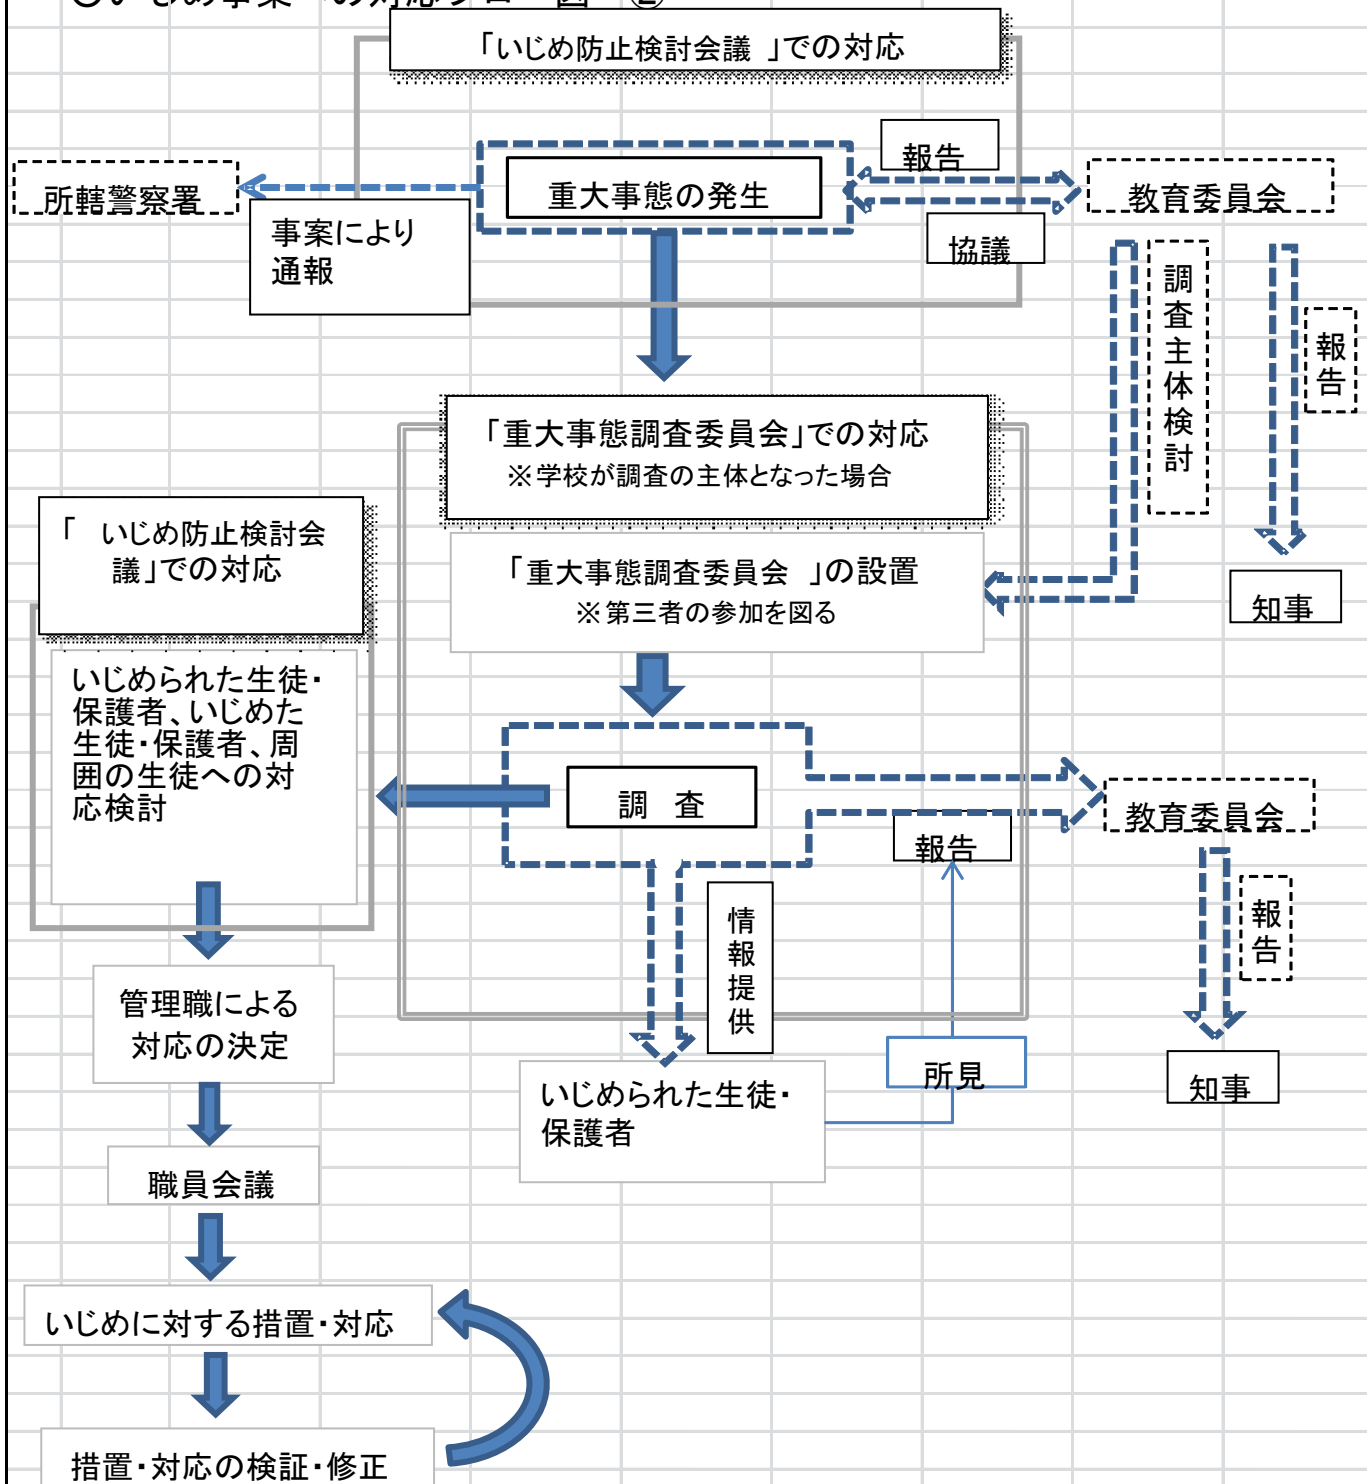 「いじめ防止検討会議 」での対応
報告
所轄警察署
重大事態の発生
教育委員会
事案により
通報
協議
調査主体検討
報告
「重大事態調査委員会」での対応
※学校が調査の主体となった場合
「 いじめ防止検討会
議」での対応
「重大事態調査委員会 」の設置
※第三者の参加を図る
知事
いじめられた生徒・
保護者、いじめた
生徒・保護者、周
囲の生徒への対
応検討
調 査
教育委員会
報告
情報提供
報告
管理職による
対応の決定
所見
知事
いじめられた生徒・
保護者
職員会議
いじめに対する措置・対応
措置・対応の検証・修正